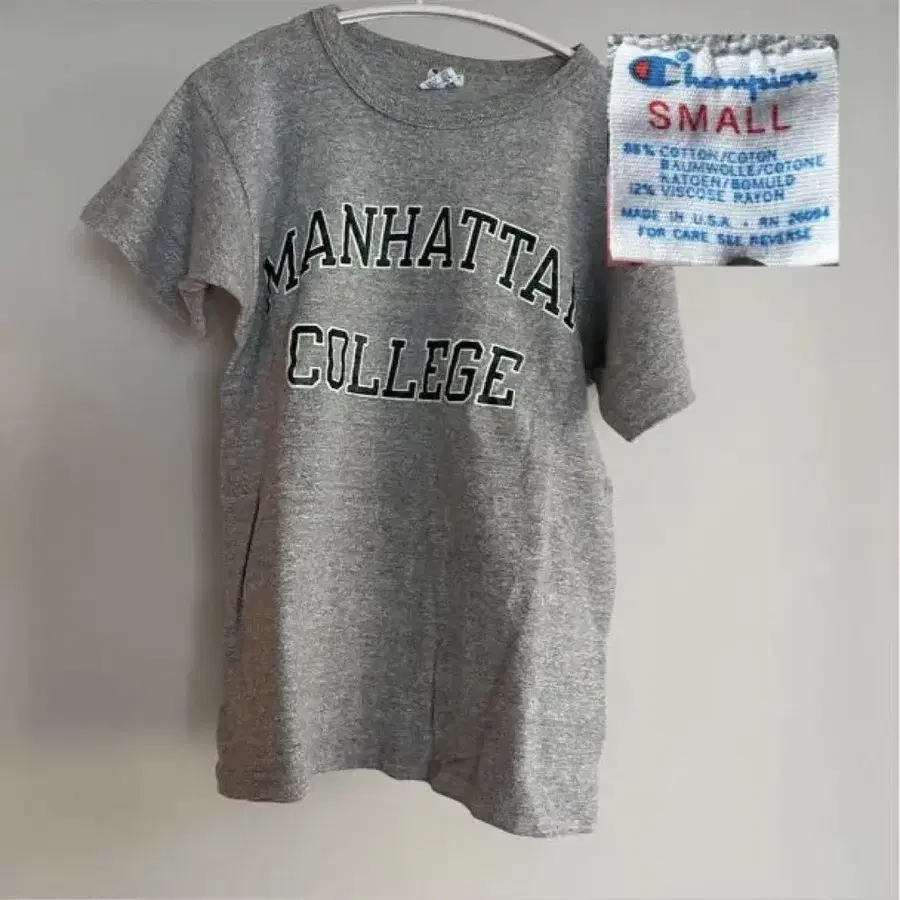 MANHATTAN
COLLEGE
Champion
SMALL
88% COTTON/COTON
BAUMWOLLE/COTONE
KATOEN/BOMULD
12% VISCOSE RAYON
MADE IN U.S.A. • RN 26094
FOR CARE SEE REVERSE